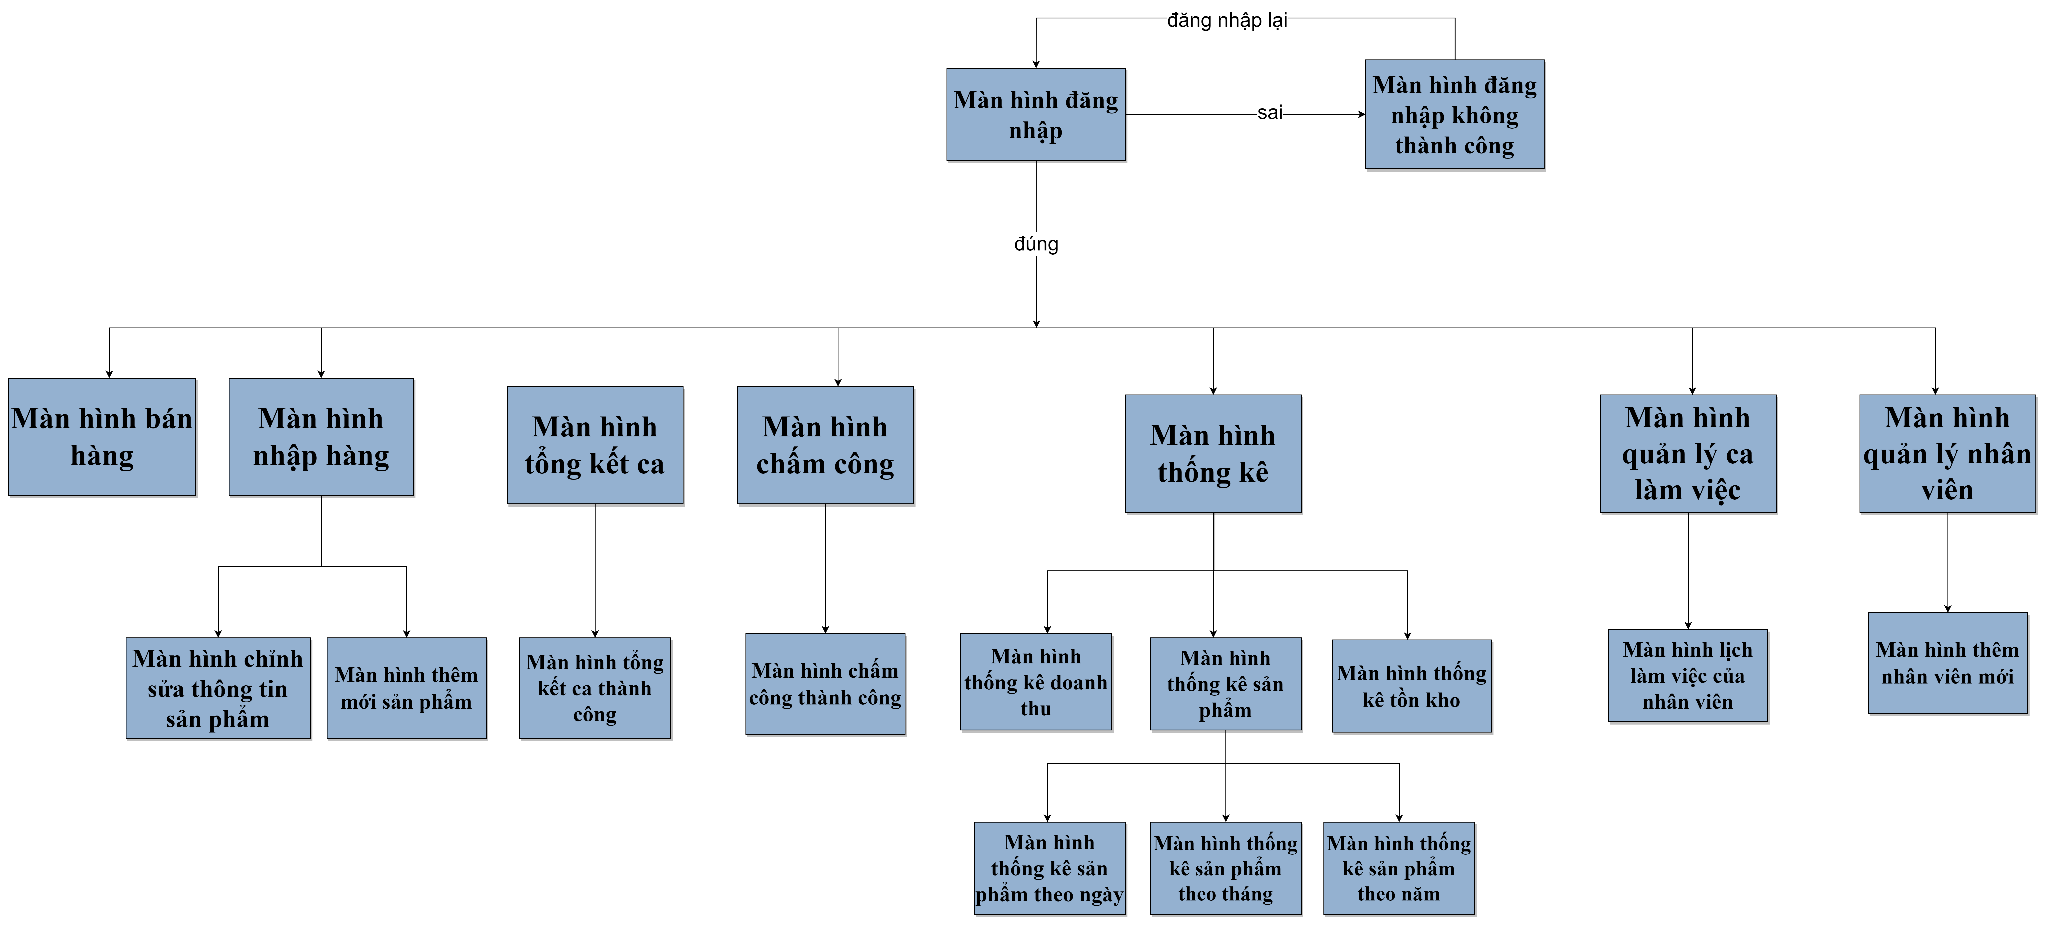 đăng nhập lại
Màn hình đăng
nhập
sai
Màn hình đăng
nhập không
thành công
đúng
Màn hình bán
hàng
Màn hình
nhập hàng
Màn hình
tổng kết ca
Màn hình
chấm công
Màn hình
thống kê
Màn hình
quản lý ca
làm việc
Màn hình
quản lý nhân
viên
Màn hình chỉnh
sửa thông tin
sản phẩm
Màn hình thêm
mới sản phẩm
Màn hình tổng
kết ca thành
công
Màn hình chấm
công thành công
Màn hình
thống kê doanh
thu
Màn hình
thống kê sản
phẩm
Màn hình thống
kê tồn kho
Màn hình lịch
làm việc của
nhân viên
Màn hình thêm
nhân viên mới
Màn hình
thống kê sản
phẩm theo ngày
Màn hình thống
kê sản phẩm
theo tháng
Màn hình thống
kê sản phẩm
theo năm